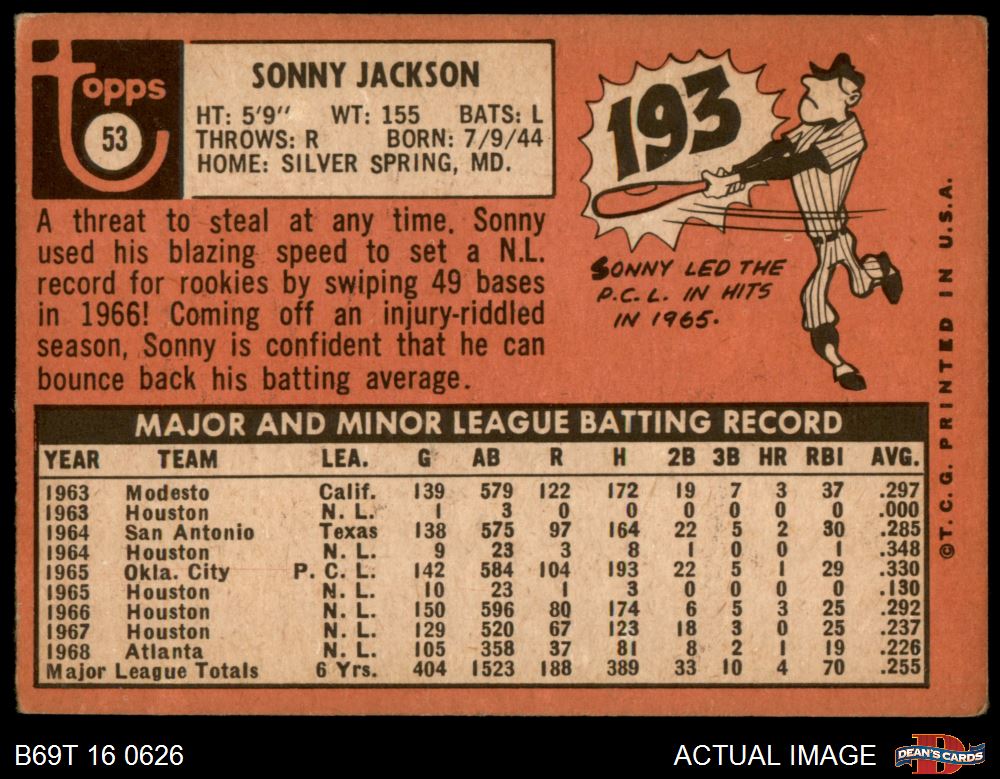 topps
53
SONNY JACKSON
HT: 5'9" WT: 155 BATS: L
THROWS: R BORN: 7/9/44
HOME: SILVER SPRING, MD.
A threat to steal at any time, Sonny
used his blazing speed to set a N.L.
record for rookies by swiping 49 bases
in 1966! Coming off an injury-riddled
season, Sonny is confident that he can
bounce back his batting average.
193
SONNY LED THE
P.C.L. IN HITS
IN 1965.
©T.C.G. PRINTED IN U.S.A.
MAJOR AND MINOR LEAGUE BATTING RECORD
YEAR TEAM LEA. G AB R H 2B 3B HR RBI AVG.
1963 Modesto Calif. 139 579 122 172 19 7 3 37 .297
1963 Houston N. L. 1 3 0 0 0 0 0 0 .000
1964 San Antonio Texas 138 575 97 164 22 5 2 30 .285
1964 Houston N. L. 9 23 3 8 1 0 0 1 .348
1965 Okla. City P. C. L. 142 584 104 193 22 5 1 29 .330
1965 Houston N. L. 10 23 1 3 0 0 0 0 .130
1966 Houston N. L. 150 596 80 174 6 5 3 25 .292
1967 Houston N. L. 129 520 67 123 18 3 0 25 .237
1968 Atlanta N. L. 105 358 37 81 8 2 1 19 .226
Major League Totals 6 Yrs. 404 1523 188 389 33 10 4 70 .255
B69T 16 0626
ACTUAL IMAGE
DEAN'S CARDS